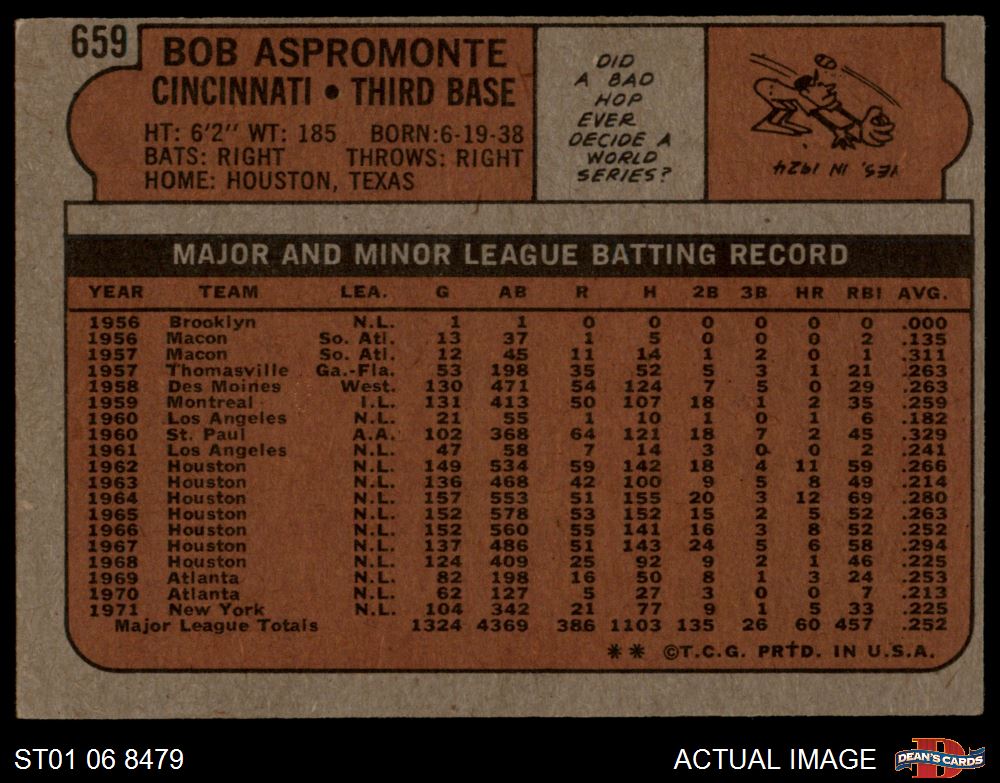 659
BOB ASPROMONTE
CINCINNATI • THIRD BASE
HT: 6'2" WT: 185 BORN:6-19-38
BATS: RIGHT THROWS: RIGHT
HOME: HOUSTON, TEXAS
DID
A BAD
HOP
EVER
DECIDE A
WORLD
SERIES?
YES, IN 1924
MAJOR AND MINOR LEAGUE BATTING RECORD
YEAR TEAM LEA. G AB R H 2B 3B HR RBI AVG.
1956 Brooklyn N.L. 1 1 0 0 0 0 0 0 .000
1956 Macon So. Atl. 13 37 1 5 0 0 0 2 .135
1957 Macon So. Atl. 12 45 11 14 1 2 0 1 .311
1957 Thomasville Ga.-Fla. 53 198 35 52 5 3 1 21 .263
1958 Des Moines West. 130 471 54 124 7 5 0 29 .263
1959 Montreal I.L. 131 413 50 107 18 1 2 35 .259
1960 Los Angeles N.L. 21 55 1 10 1 0 1 6 .182
1960 St. Paul A.A. 102 368 64 121 18 7 2 45 .329
1961 Los Angeles N.L. 47 58 7 14 3 0 0 2 .241
1962 Houston N.L. 149 534 59 142 18 4 11 59 .266
1963 Houston N.L. 136 468 42 100 9 5 8 49 .214
1964 Houston N.L. 157 553 51 155 20 3 12 69 .280
1965 Houston N.L. 152 578 53 152 15 2 5 52 .263
1966 Houston N.L. 152 560 55 141 16 3 8 52 .252
1967 Houston N.L. 137 486 51 143 24 5 6 58 .294
1968 Houston N.L. 124 409 25 92 9 2 1 46 .225
1969 Atlanta N.L. 82 198 16 50 8 1 3 24 .253
1970 Atlanta N.L. 62 127 5 27 3 0 0 7 .213
1971 New York N.L. 104 342 21 77 9 1 5 33 .225
Major League Totals 1324 4369 386 1103 135 26 60 457 .252
** ©T.C.G. PRTD. IN U.S.A.
ST01 06 8479
ACTUAL IMAGE
D
DEAN'S CARDS